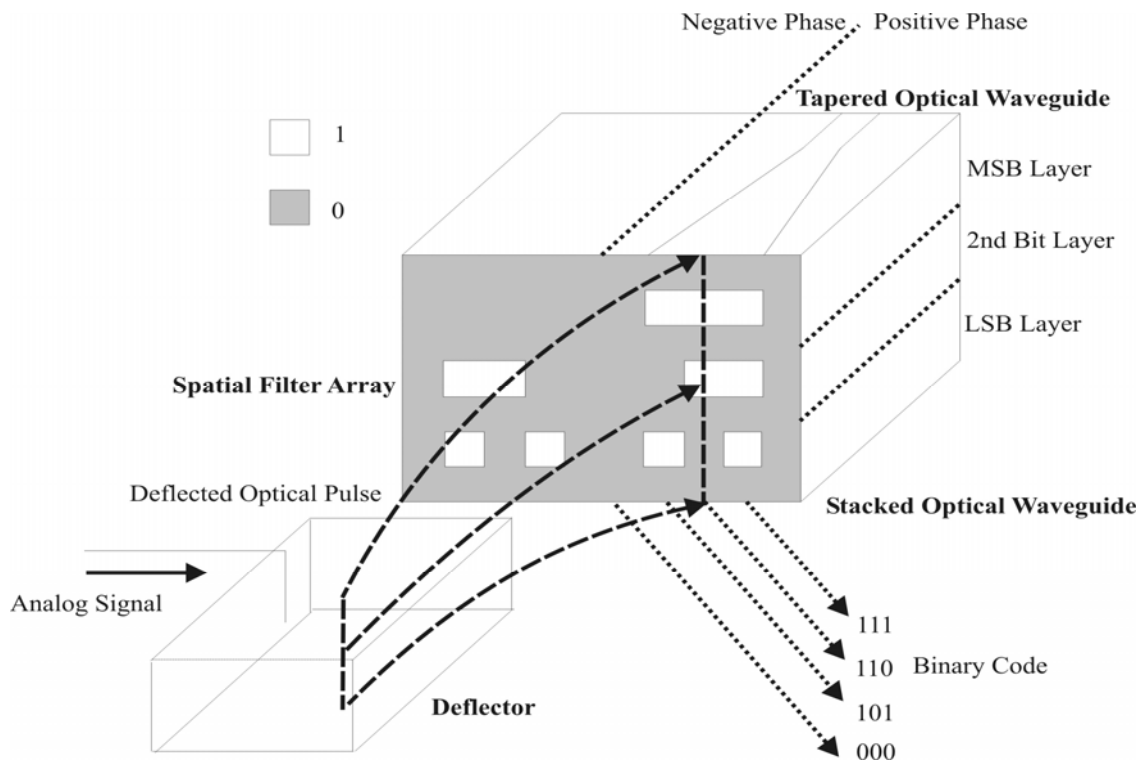 Negative Phase
Positive Phase
Tapered Optical Waveguide
1
MSB Layer
0
2nd Bit Layer
LSB Layer
Spatial Filter Array
Deflected Optical Pulse
Stacked Optical Waveguide
Analog Signal
111
110
Binary Code
101
Deflector
000